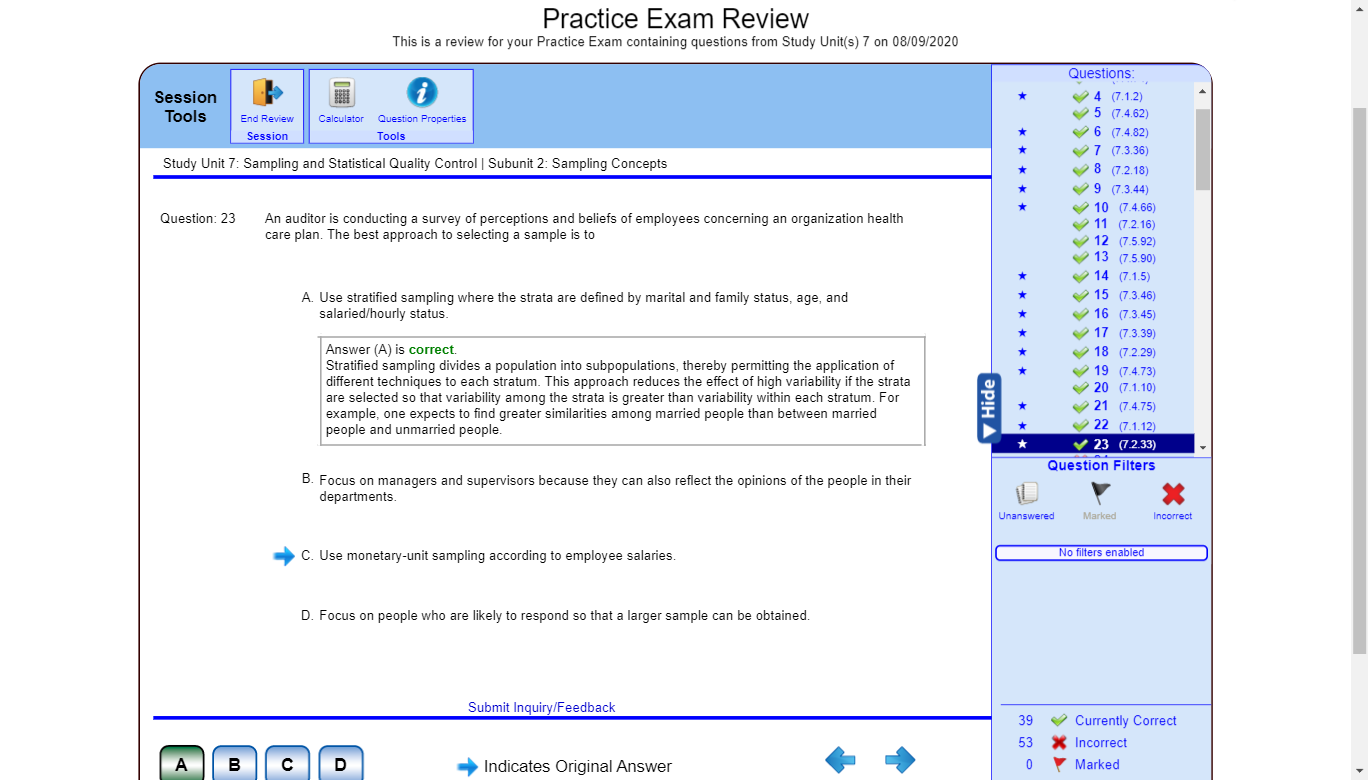 Practice Exam Review
This is a review for your Practice Exam containing questions from Study Unit(s) 7 on 08/09/2020
Session
Tools
End Review
Session
Calculator
Question Properties
Tools
Study Unit 7: Sampling and Statistical Quality Control | Subunit 2: Sampling Concepts
Question: 23
An auditor is conducting a survey of perceptions and beliefs of employees concerning an organization health
care plan. The best approach to selecting a sample is to
A. Use stratified sampling where the strata are defined by marital and family status, age, and
salaried/hourly status.
Answer (A) is correct.
Stratified sampling divides a population into subpopulations, thereby permitting the application of
different techniques to each stratum. This approach reduces the effect of high variability if the strata
are selected so that variability among the strata is greater than variability within each stratum. For
example, one expects to find greater similarities among married people than between married
people and unmarried people.
B. Focus on managers and supervisors because they can also reflect the opinions of the people in their
departments.
C. Use monetary-unit sampling according to employee salaries.
D. Focus on people who are likely to respond so that a larger sample can be obtained.
Submit Inquiry/Feedback
A B C D
Indicates Original Answer
Questions:
4 (7.1.2)
5 (7.4.62)
6 (7.4.82)
7 (7.3.36)
8 (7.2.18)
9 (7.3.44)
10 (7.4.66)
11 (7.2.16)
12 (7.5.92)
13 (7.5.90)
14 (7.1.5)
15 (7.3.46)
16 (7.3.45)
17 (7.3.39)
18 (7.2.29)
19 (7.4.73)
20 (7.1.10)
21 (7.4.75)
22 (7.1.12)
23 (7.2.33)
Hide
Question Filters
Unanswered
Marked
Incorrect
No filters enabled
39 Currently Correct
53 Incorrect
0 Marked